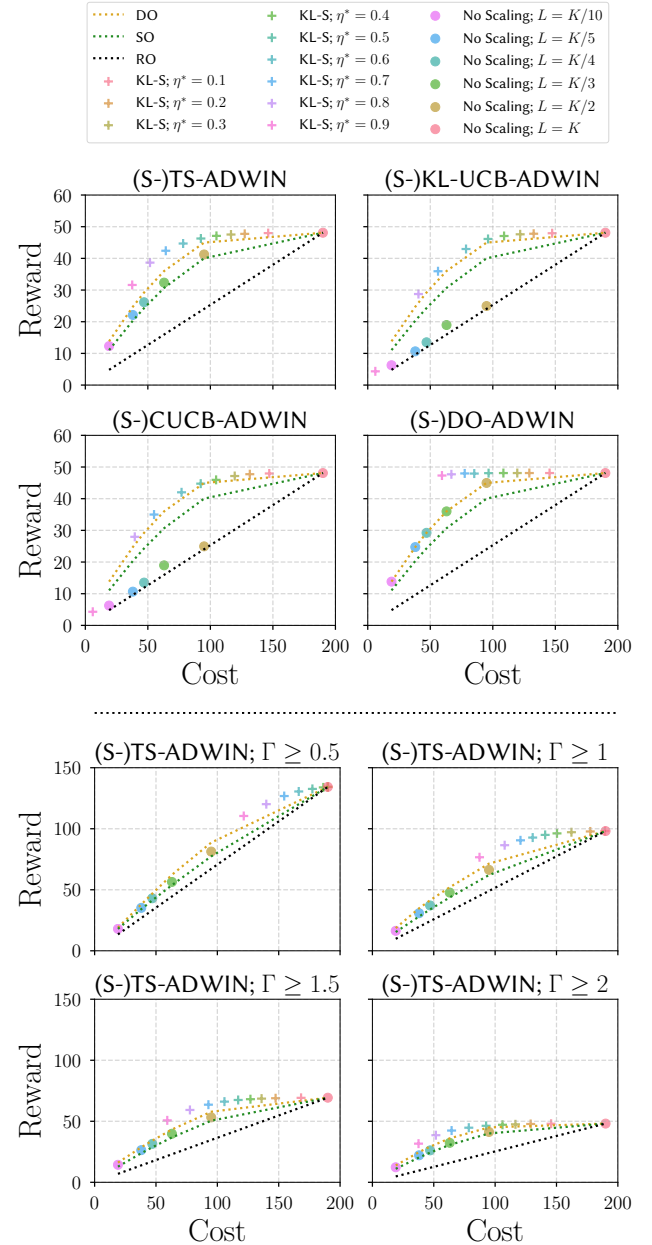 DO
SO
RO
KL-S; η* = 0.1
KL-S; η* = 0.2
KL-S; η* = 0.3
KL-S; η* = 0.4
KL-S; η* = 0.5
KL-S; η* = 0.6
KL-S; η* = 0.7
KL-S; η* = 0.8
KL-S; η* = 0.9
No Scaling; L = K/10
No Scaling; L = K/5
No Scaling; L = K/4
No Scaling; L = K/3
No Scaling; L = K/2
No Scaling; L = K
(S-)TS-ADWIN
60
50
40
30
20
10
0
Reward
(S-)KL-UCB-ADWIN
(S-)CUCB-ADWIN
60
50
40
30
20
10
0
Reward
0 50 100 150 200
Cost
(S-)DO-ADWIN
0 50 100 150 200
Cost
(S-)TS-ADWIN; Γ ≥ 0.5
150
100
50
0
Reward
(S-)TS-ADWIN; Γ ≥ 1
(S-)TS-ADWIN; Γ ≥ 1.5
150
100
50
0
Reward
0 50 100 150 200
Cost
(S-)TS-ADWIN; Γ ≥ 2
0 50 100 150 200
Cost